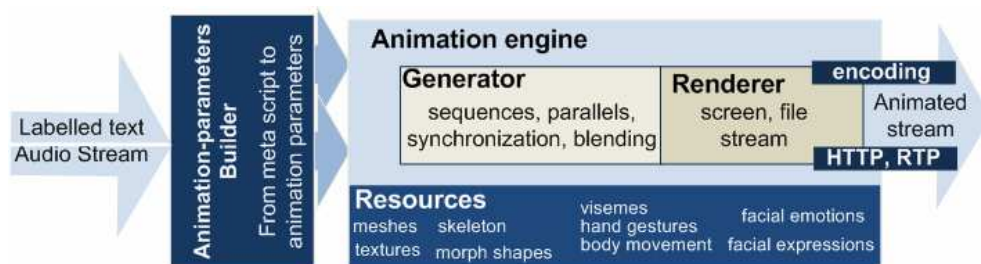 Labelled text
Audio Stream
Animation-parameters
Builder
From meta script to
animation parameters
Animation engine
Generator
sequences, parallels,
synchronization, blending
Renderer
screen, file
stream
encoding
Animated
stream
HTTP, RTP
Resources
meshes
textures
skeleton
morph shapes
visemes
hand gestures
body movement
facial emotions
facial expressions